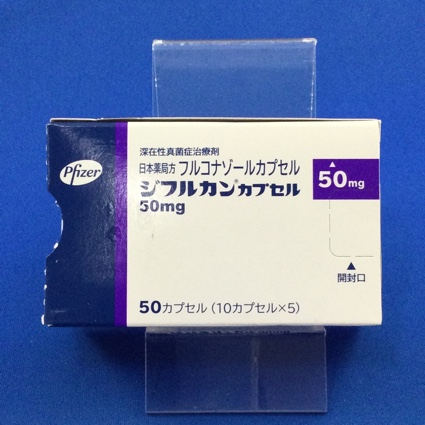 Pfizer
深在性真菌症治療剤
日本薬局方 フルコナゾールカプセル
ジフルカン®カプセル
50mg
50mg
▲
開封口
50カプセル(10カプセル×5)